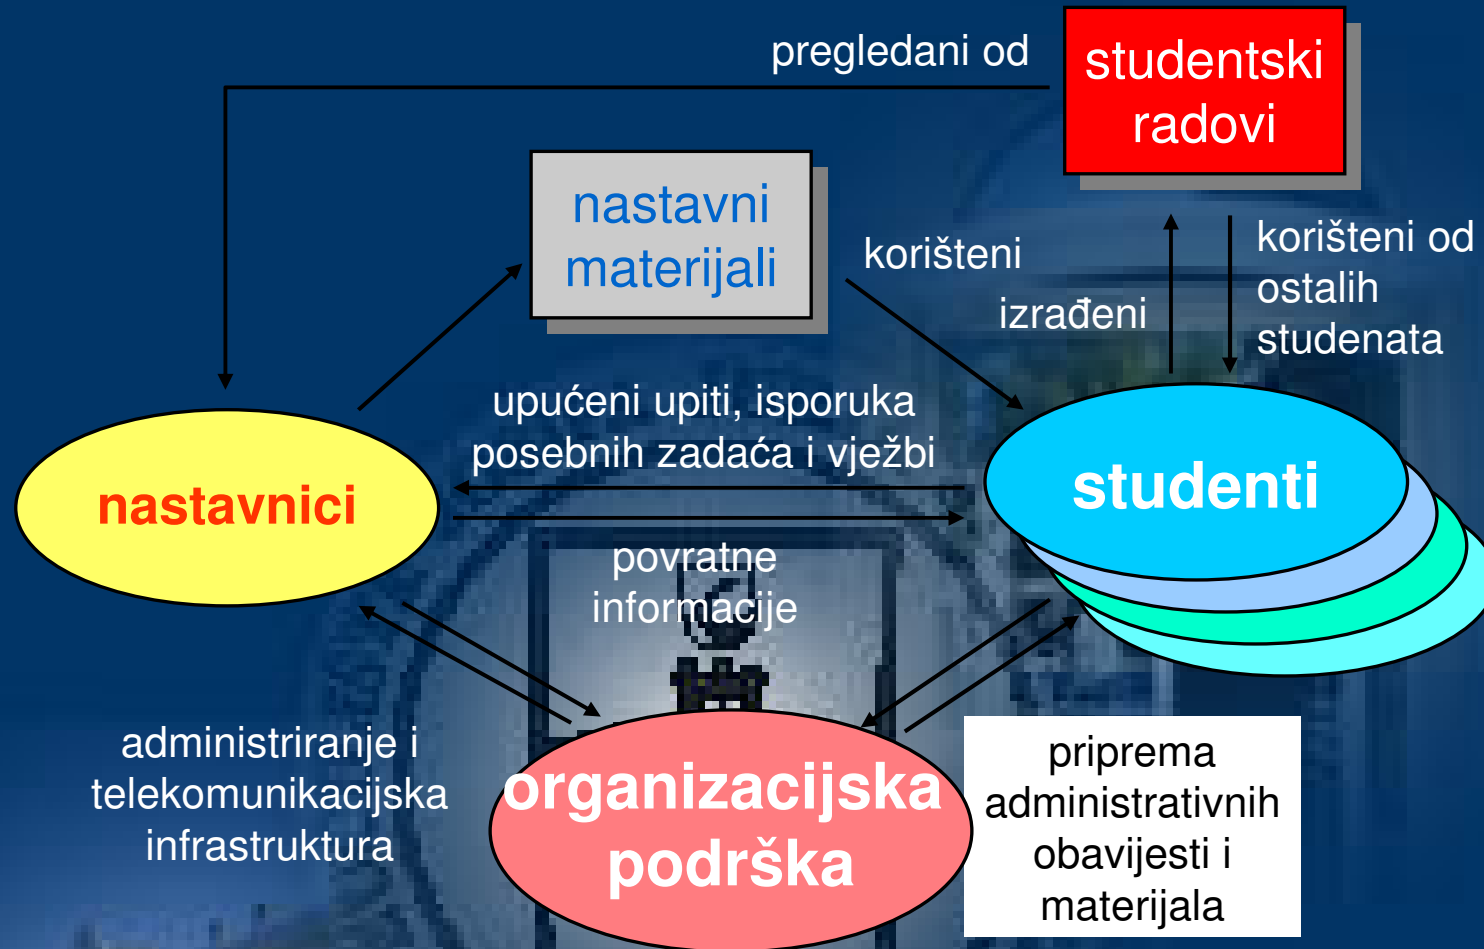 pregledani od
studentski
radovi
nastavni
materijali
korišteni
izrađeni
korišteni od
ostalih
studenata
upućeni upiti, isporuka
posebnih zadaća i vježbi
nastavnici
studenti
povratne
informacije
administriranje i
telekomunikacijska
infrastruktura
organizacijska
podrška
priprema
administrativnih
obavijesti i
materijala